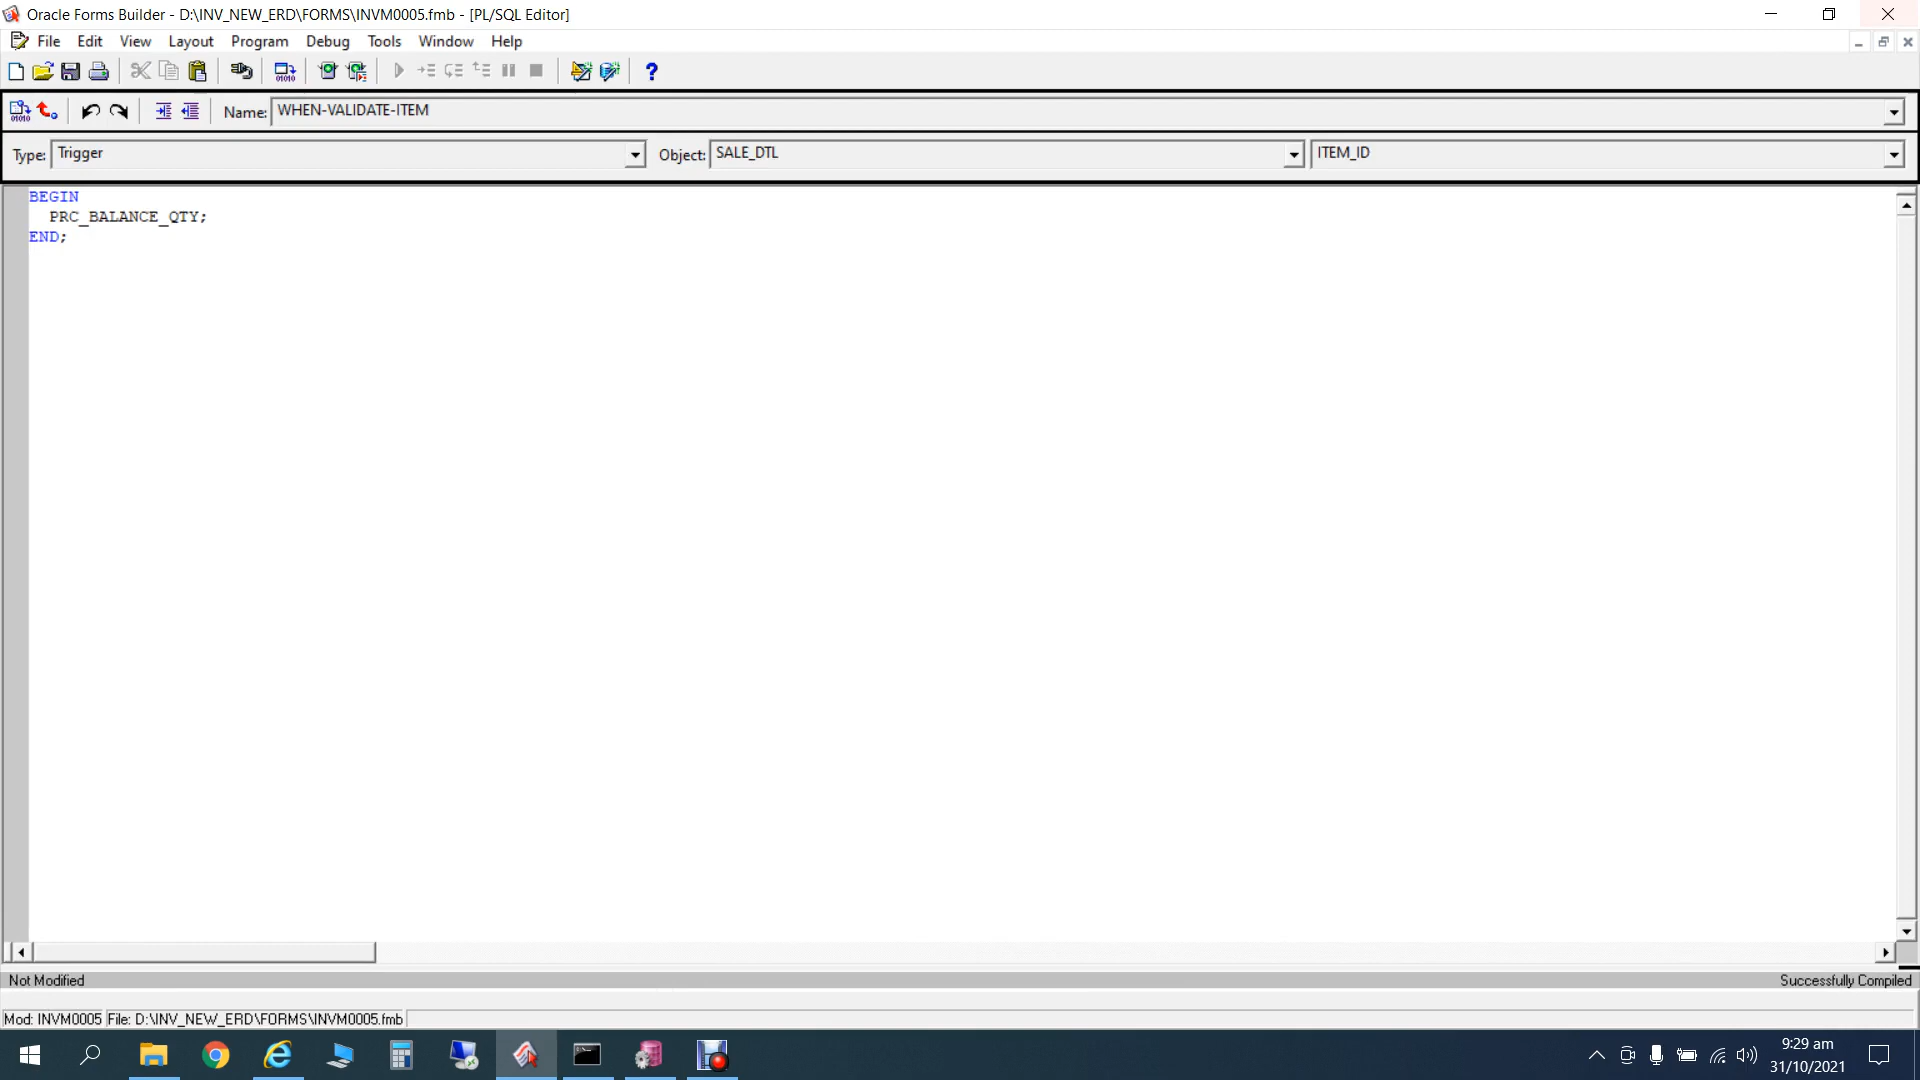 Oracle Forms Builder - D:\INV_NEW_ERD\FORMS\INVM0005.fmb - [PL/SQL Editor]
File Edit View Layout Program Debug Tools Window Help
Name: WHEN-VALIDATE-ITEM
Type: Trigger Object: SALE_DTL ITEM_ID
BEGIN
PRC_BALANCE_QTY;
END;
Not Modified Successfully Compiled
Mod: INVM0005 File: D:\INV_NEW_ERD\FORMS\INVM0005.fmb
9:29 am
31/10/2021